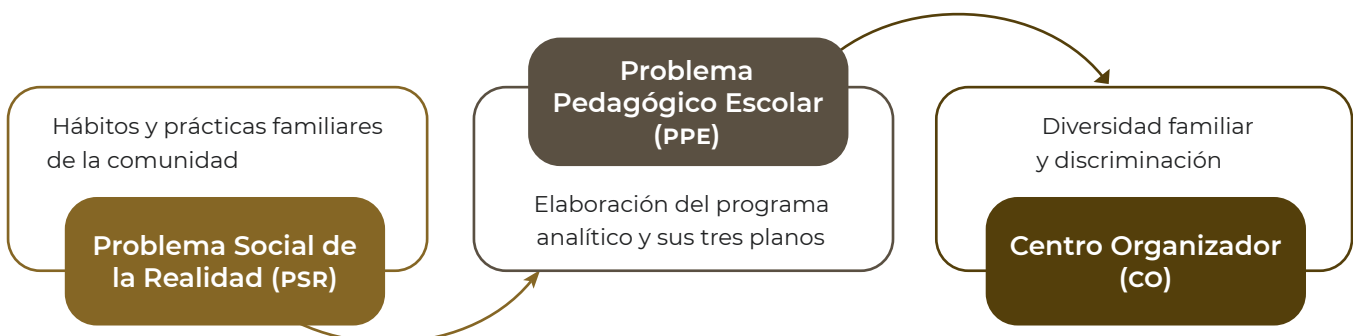 Hábitos y prácticas familiares
de la comunidad
Problema Social de
la Realidad (PSR)
Problema
Pedagógico Escolar
(PPE)
Elaboración del programa
analítico y sus tres planos
Diversidad familiar
y discriminación
Centro Organizador
(CO)